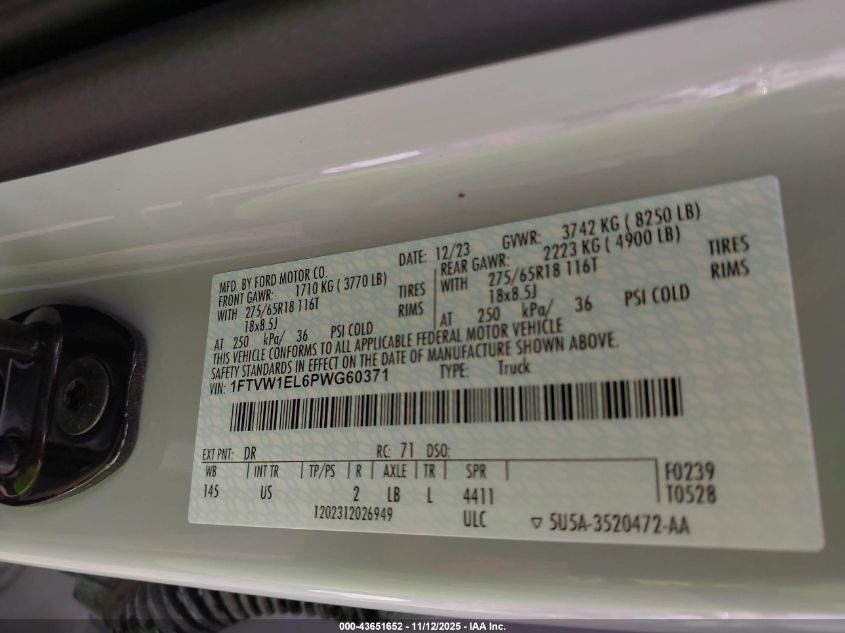 MFD. BY FORD MOTOR CO.
DATE: 12/23 GVWR: 3742 KG ( 8250 LB)
FRONT GAWR: 1710 KG ( 3770 LB)
WITH 275/65R18 116T TIRES
18x8.5J RIMS
AT 250 kPa/ 36 PSI COLD
REAR GAWR: 2223 KG ( 4900 LB)
WITH 275/65R18 116T TIRES
18x8.5J RIMS
AT 250 kPa/ 36 PSI COLD
THIS VEHICLE CONFORMS TO ALL APPLICABLE FEDERAL MOTOR VEHICLE
SAFETY STANDARDS IN EFFECT ON THE DATE OF MANUFACTURE SHOWN ABOVE.
VIN: 1FTVW1EL6PWG60371 TYPE: Truck
EXT PNT: DR RC: 71 DSO:
WB INT TR TP/PS R AXLE TR SPR F0239
145 US 2 LB L 4411 T0528
1202312026949 ULC ▽ 5U5A-3520472-AA
000-43651652 - 11/12/2025 - IAA Inc.